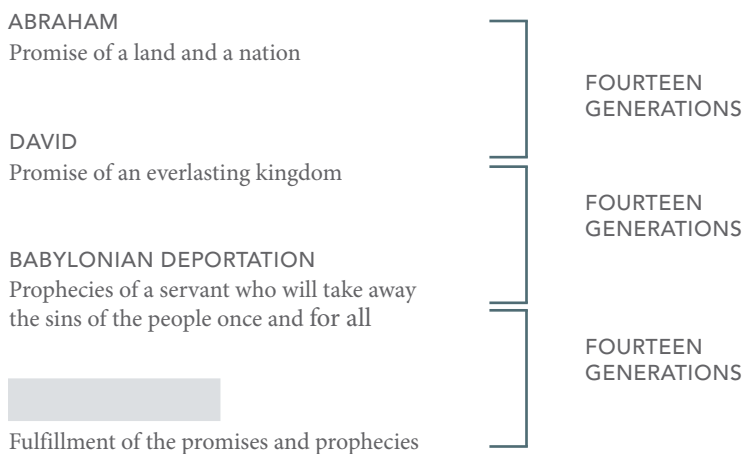 ABRAHAM
Promise of a land and a nation
FOURTEEN
GENERATIONS
DAVID
Promise of an everlasting kingdom
FOURTEEN
GENERATIONS
BABYLONIAN DEPORTATION
Prophecies of a servant who will take away
the sins of the people once and for all
FOURTEEN
GENERATIONS
Fulfillment of the promises and prophecies